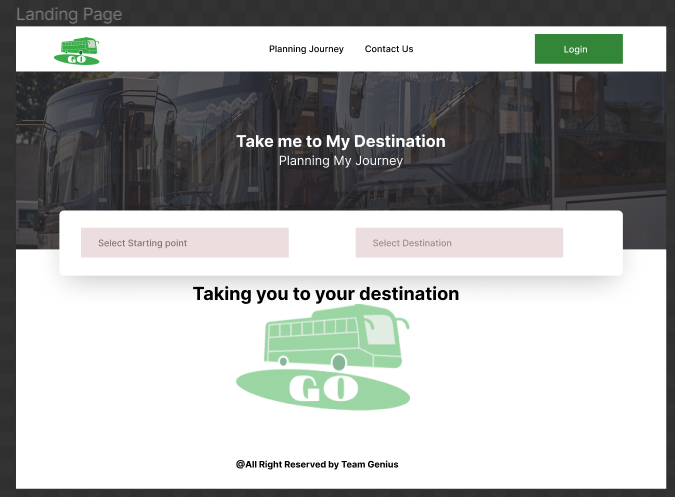 Landing Page
GO
Planning Journey
Contact Us
Login
Take me to My Destination
Planning My Journey
Select Starting point
Select Destination
Taking you to your destination
GO
@All Right Reserved by Team Genius